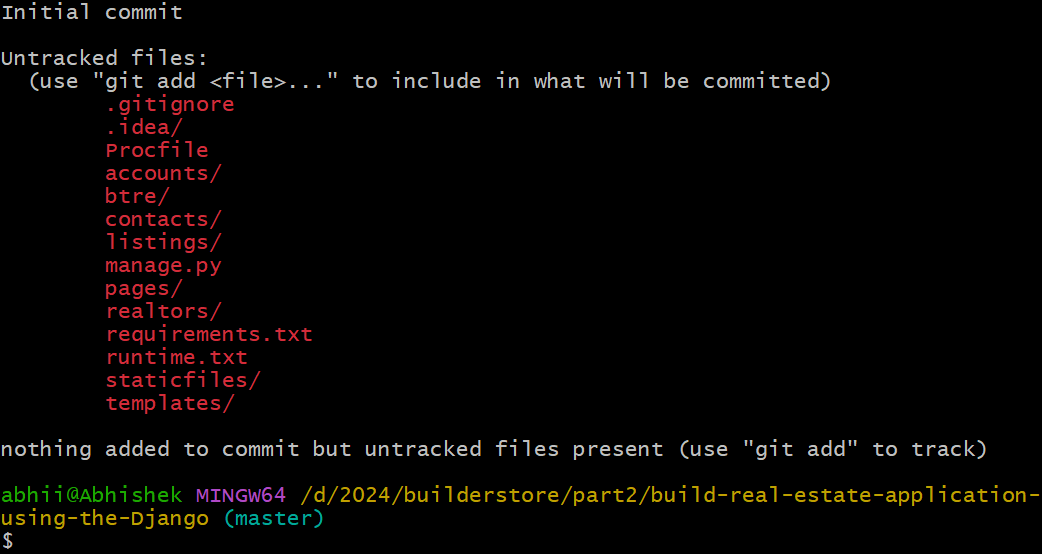 Initial commit
Untracked files:
(use "git add <file>..." to include in what will be committed)
.gitignore
.idea/
Procfile
accounts/
btre/
contacts/
listings/
manage.py
pages/
realtors/
requirements.txt
runtime.txt
staticfiles/
templates/
nothing added to commit but untracked files present (use "git add" to track)
abhii@Abhishek MINGW64 /d/2024/builderstore/part2/build-real-estate-application-
using-the-Django (master)
$